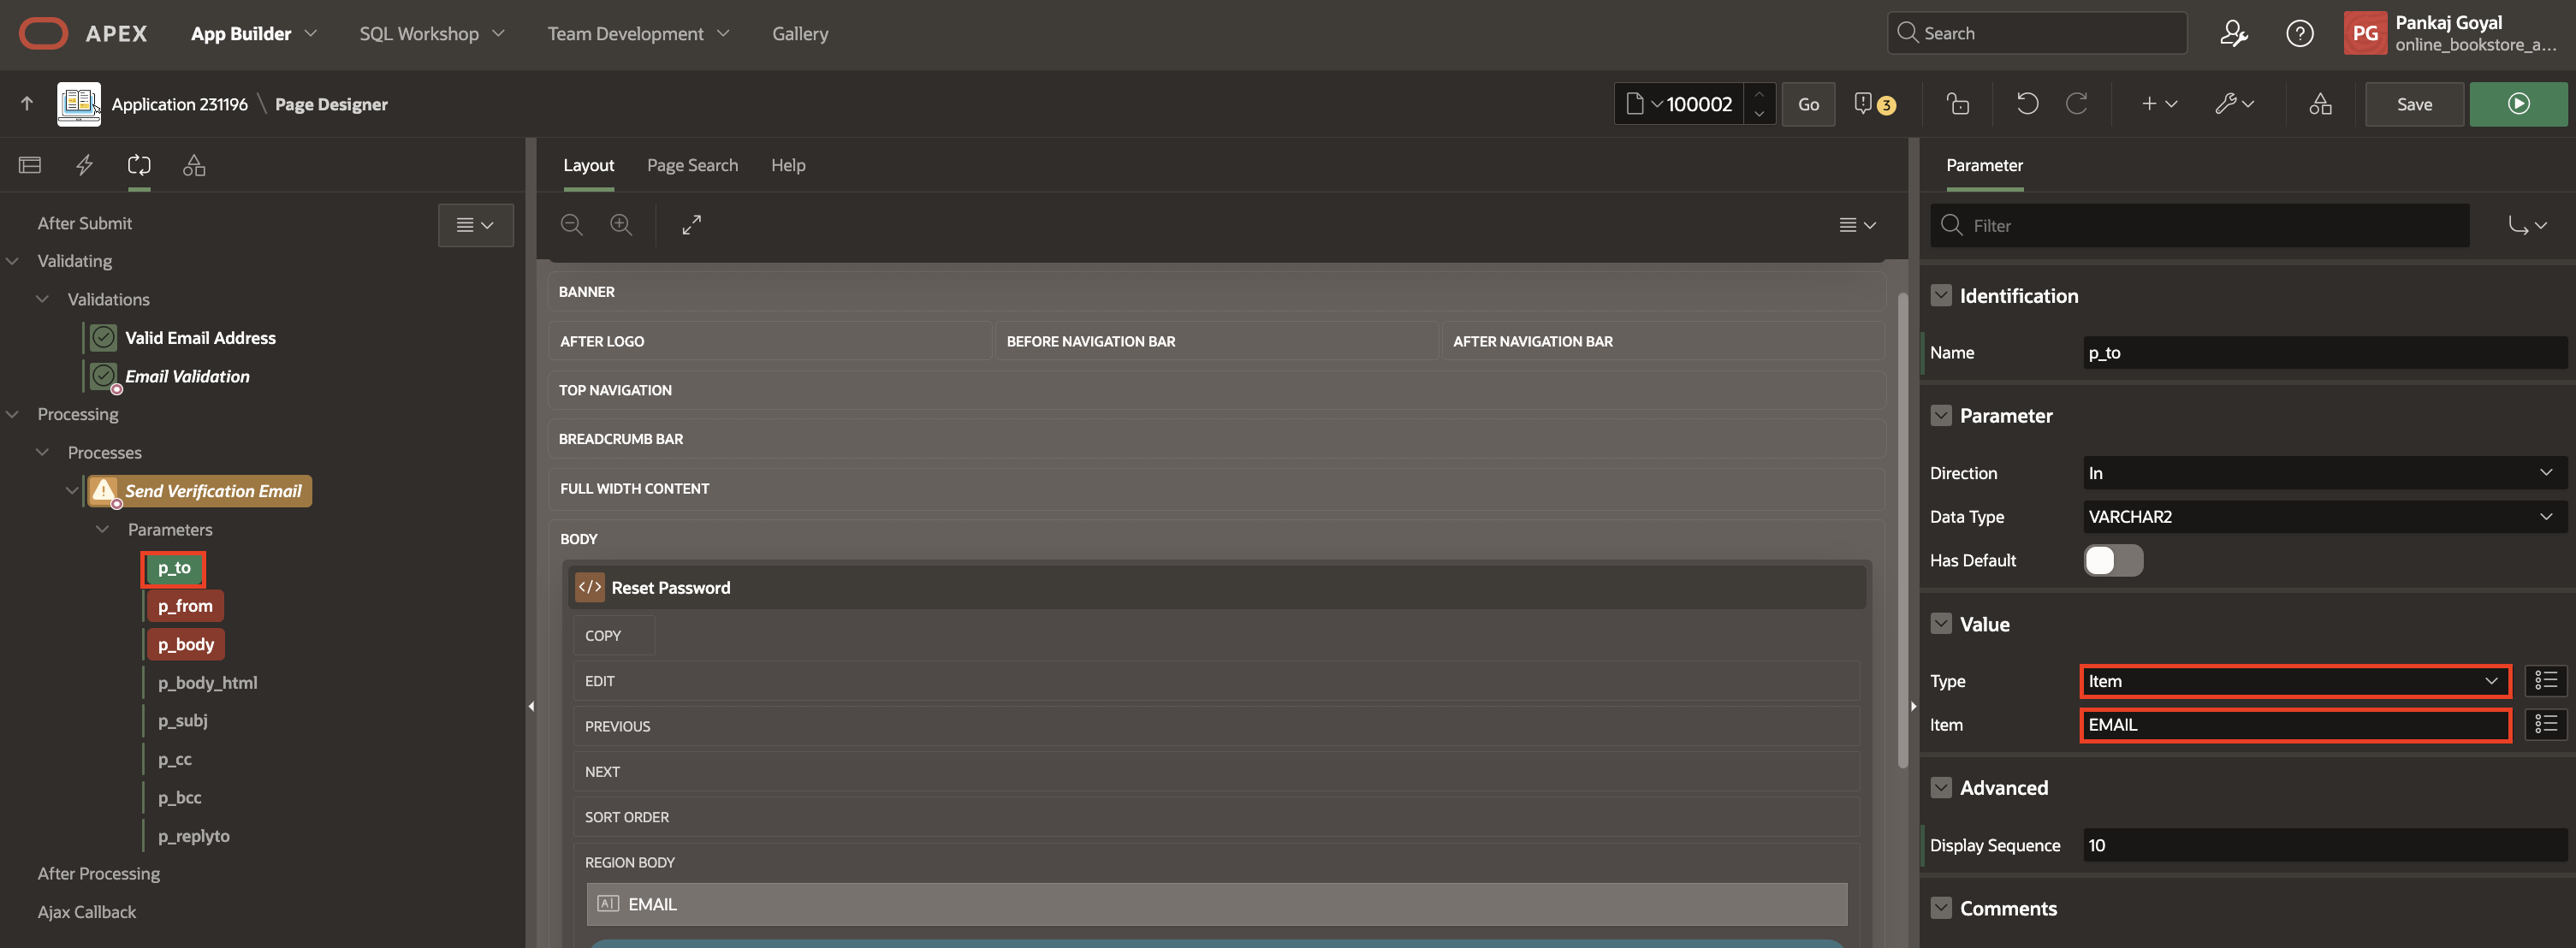 APEX App Builder SQL Workshop Team Development Gallery Search PG Pankaj Goyal
online_bookstore_a...
Application 231196 \ Page Designer 100002 Go 3 Save
After Submit
Validating
Validations
Valid Email Address
Email Validation
Processing
Processes
Send Verification Email
Parameters
p_to
p_from
p_body
p_body_html
p_subj
p_cc
p_bcc
p_replyto
After Processing
Ajax Callback
Layout Page Search Help
BANNER
AFTER LOGO BEFORE NAVIGATION BAR AFTER NAVIGATION BAR
TOP NAVIGATION
BREADCRUMB BAR
FULL WIDTH CONTENT
BODY
</> Reset Password
COPY
EDIT
PREVIOUS
NEXT
SORT ORDER
REGION BODY
EMAIL
Parameter
Filter
Identification
Name p_to
Parameter
Direction In
Data Type VARCHAR2
Has Default
Value
Type Item
Item EMAIL
Advanced
Display Sequence 10
Comments